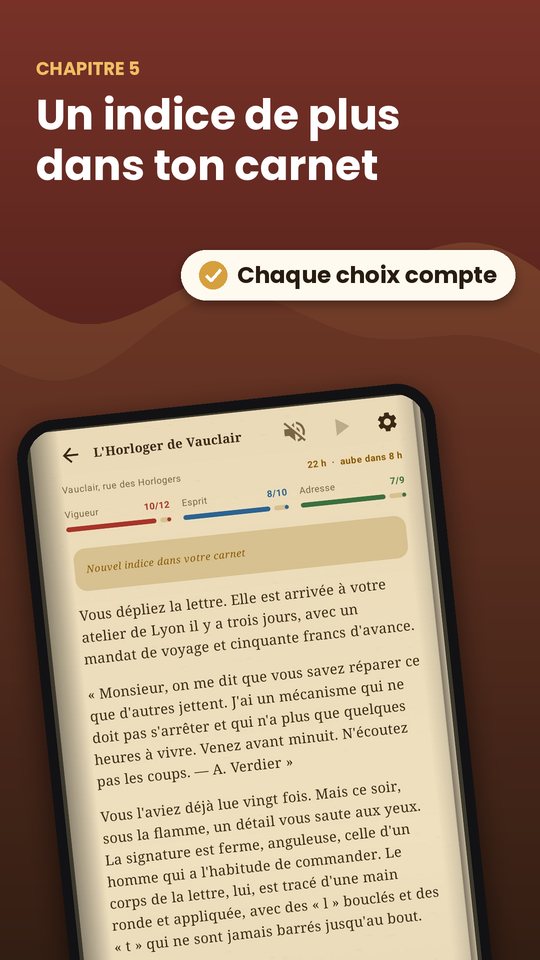 CHAPITRE 5
Un indice de plus
dans ton carnet
Chaque choix compte
L'Horloger de Vauclair
22 h · aube dans 8 h
Vauclair, rue des Horlogers
Vigueur 10/12 Esprit 8/10 Adresse 7/9
Nouvel indice dans votre carnet
Vous dépliez la lettre. Elle est arrivée à votre
atelier de Lyon il y a trois jours, avec un
mandat de voyage et cinquante francs d'avance.
« Monsieur, on me dit que vous savez réparer ce
que d'autres jettent. J'ai un mécanisme qui ne
doit pas s'arrêter et qui n'a plus que quelques
heures à vivre. Venez avant minuit. N'écoutez
pas les coups. — A. Verdier »
Vous l'aviez déjà lue vingt fois. Mais ce soir,
sous la flamme, un détail vous saute aux yeux.
La signature est ferme, anguleuse, celle d'un
homme qui a l'habitude de commander. Le
corps de la lettre, lui, est tracé d'une main
ronde et appliquée, avec des « l » bouclés et des
« t » qui ne sont jamais barrés jusqu'au bout.